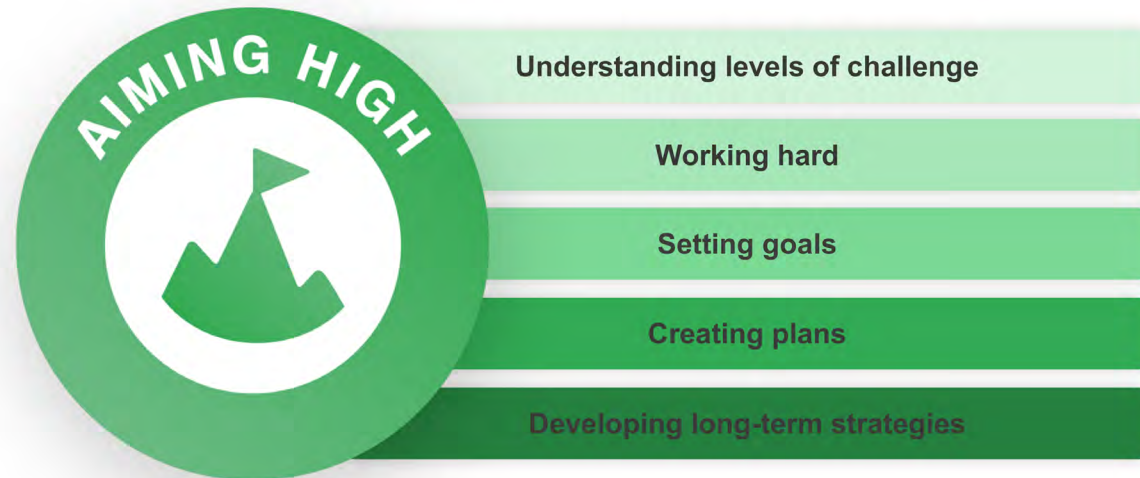 AIMING HIGH
Understanding levels of challenge
Working hard
Setting goals
Creating plans
Developing long-term strategies